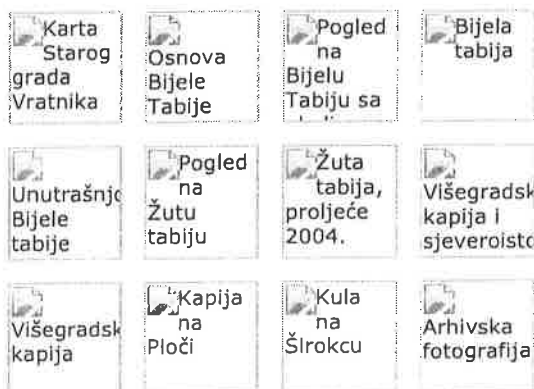 Karta
Starog
grada
Vratnika
Osnova
Bijele
Tabije
Pogled
na
Bijelu
Tabiju sa
Bijela
tabija
Unutrašnjo
Bijele
tabije
Pogled
na
Žutu
tabiju
Žuta
tabija,
proljeće
2004.
Višegradsk
kapija i
sjeveroisto
Višegradsk
kapija
Kapija
na
Ploči
Kula
na
Širokcu
Arhivska
fotografija